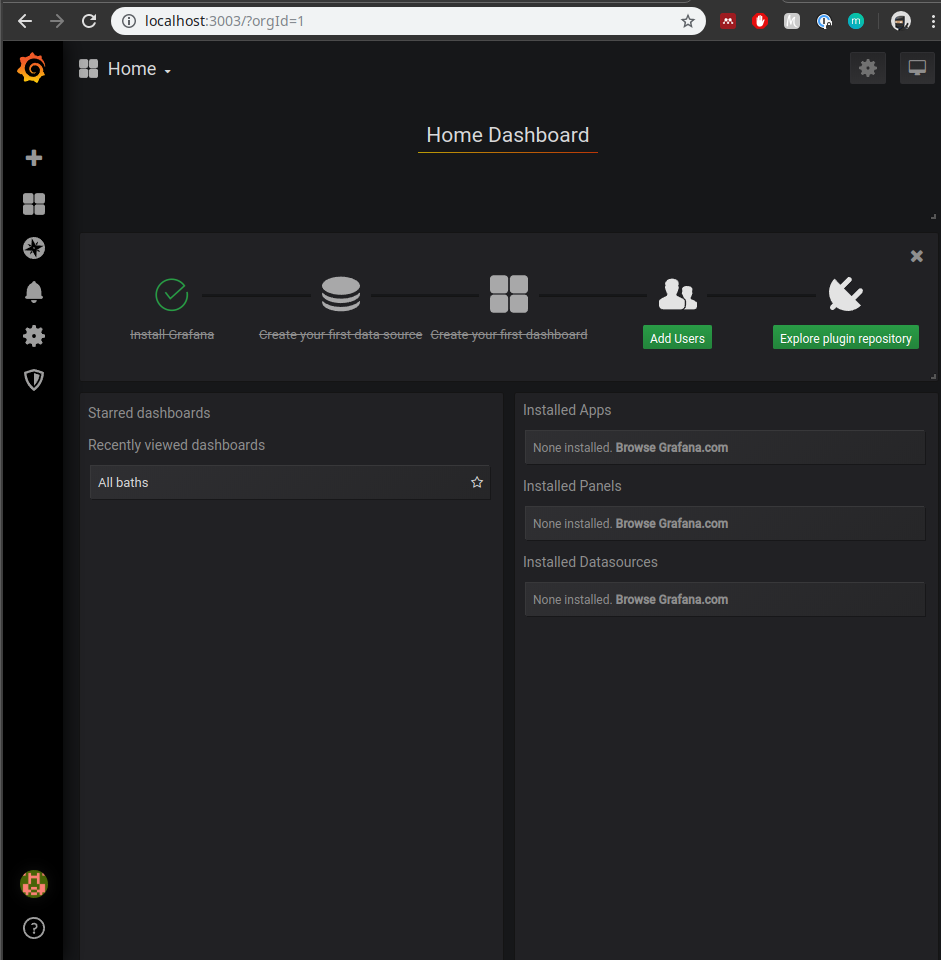 localhost:3003/?orgId=1
Home
Home Dashboard
Install Grafana
Create your first data source
Create your first dashboard
Add Users
Explore plugin repository
Starred dashboards
Recently viewed dashboards
All baths
Installed Apps
None installed. Browse Grafana.com
Installed Panels
None installed. Browse Grafana.com
Installed Datasources
None installed. Browse Grafana.com